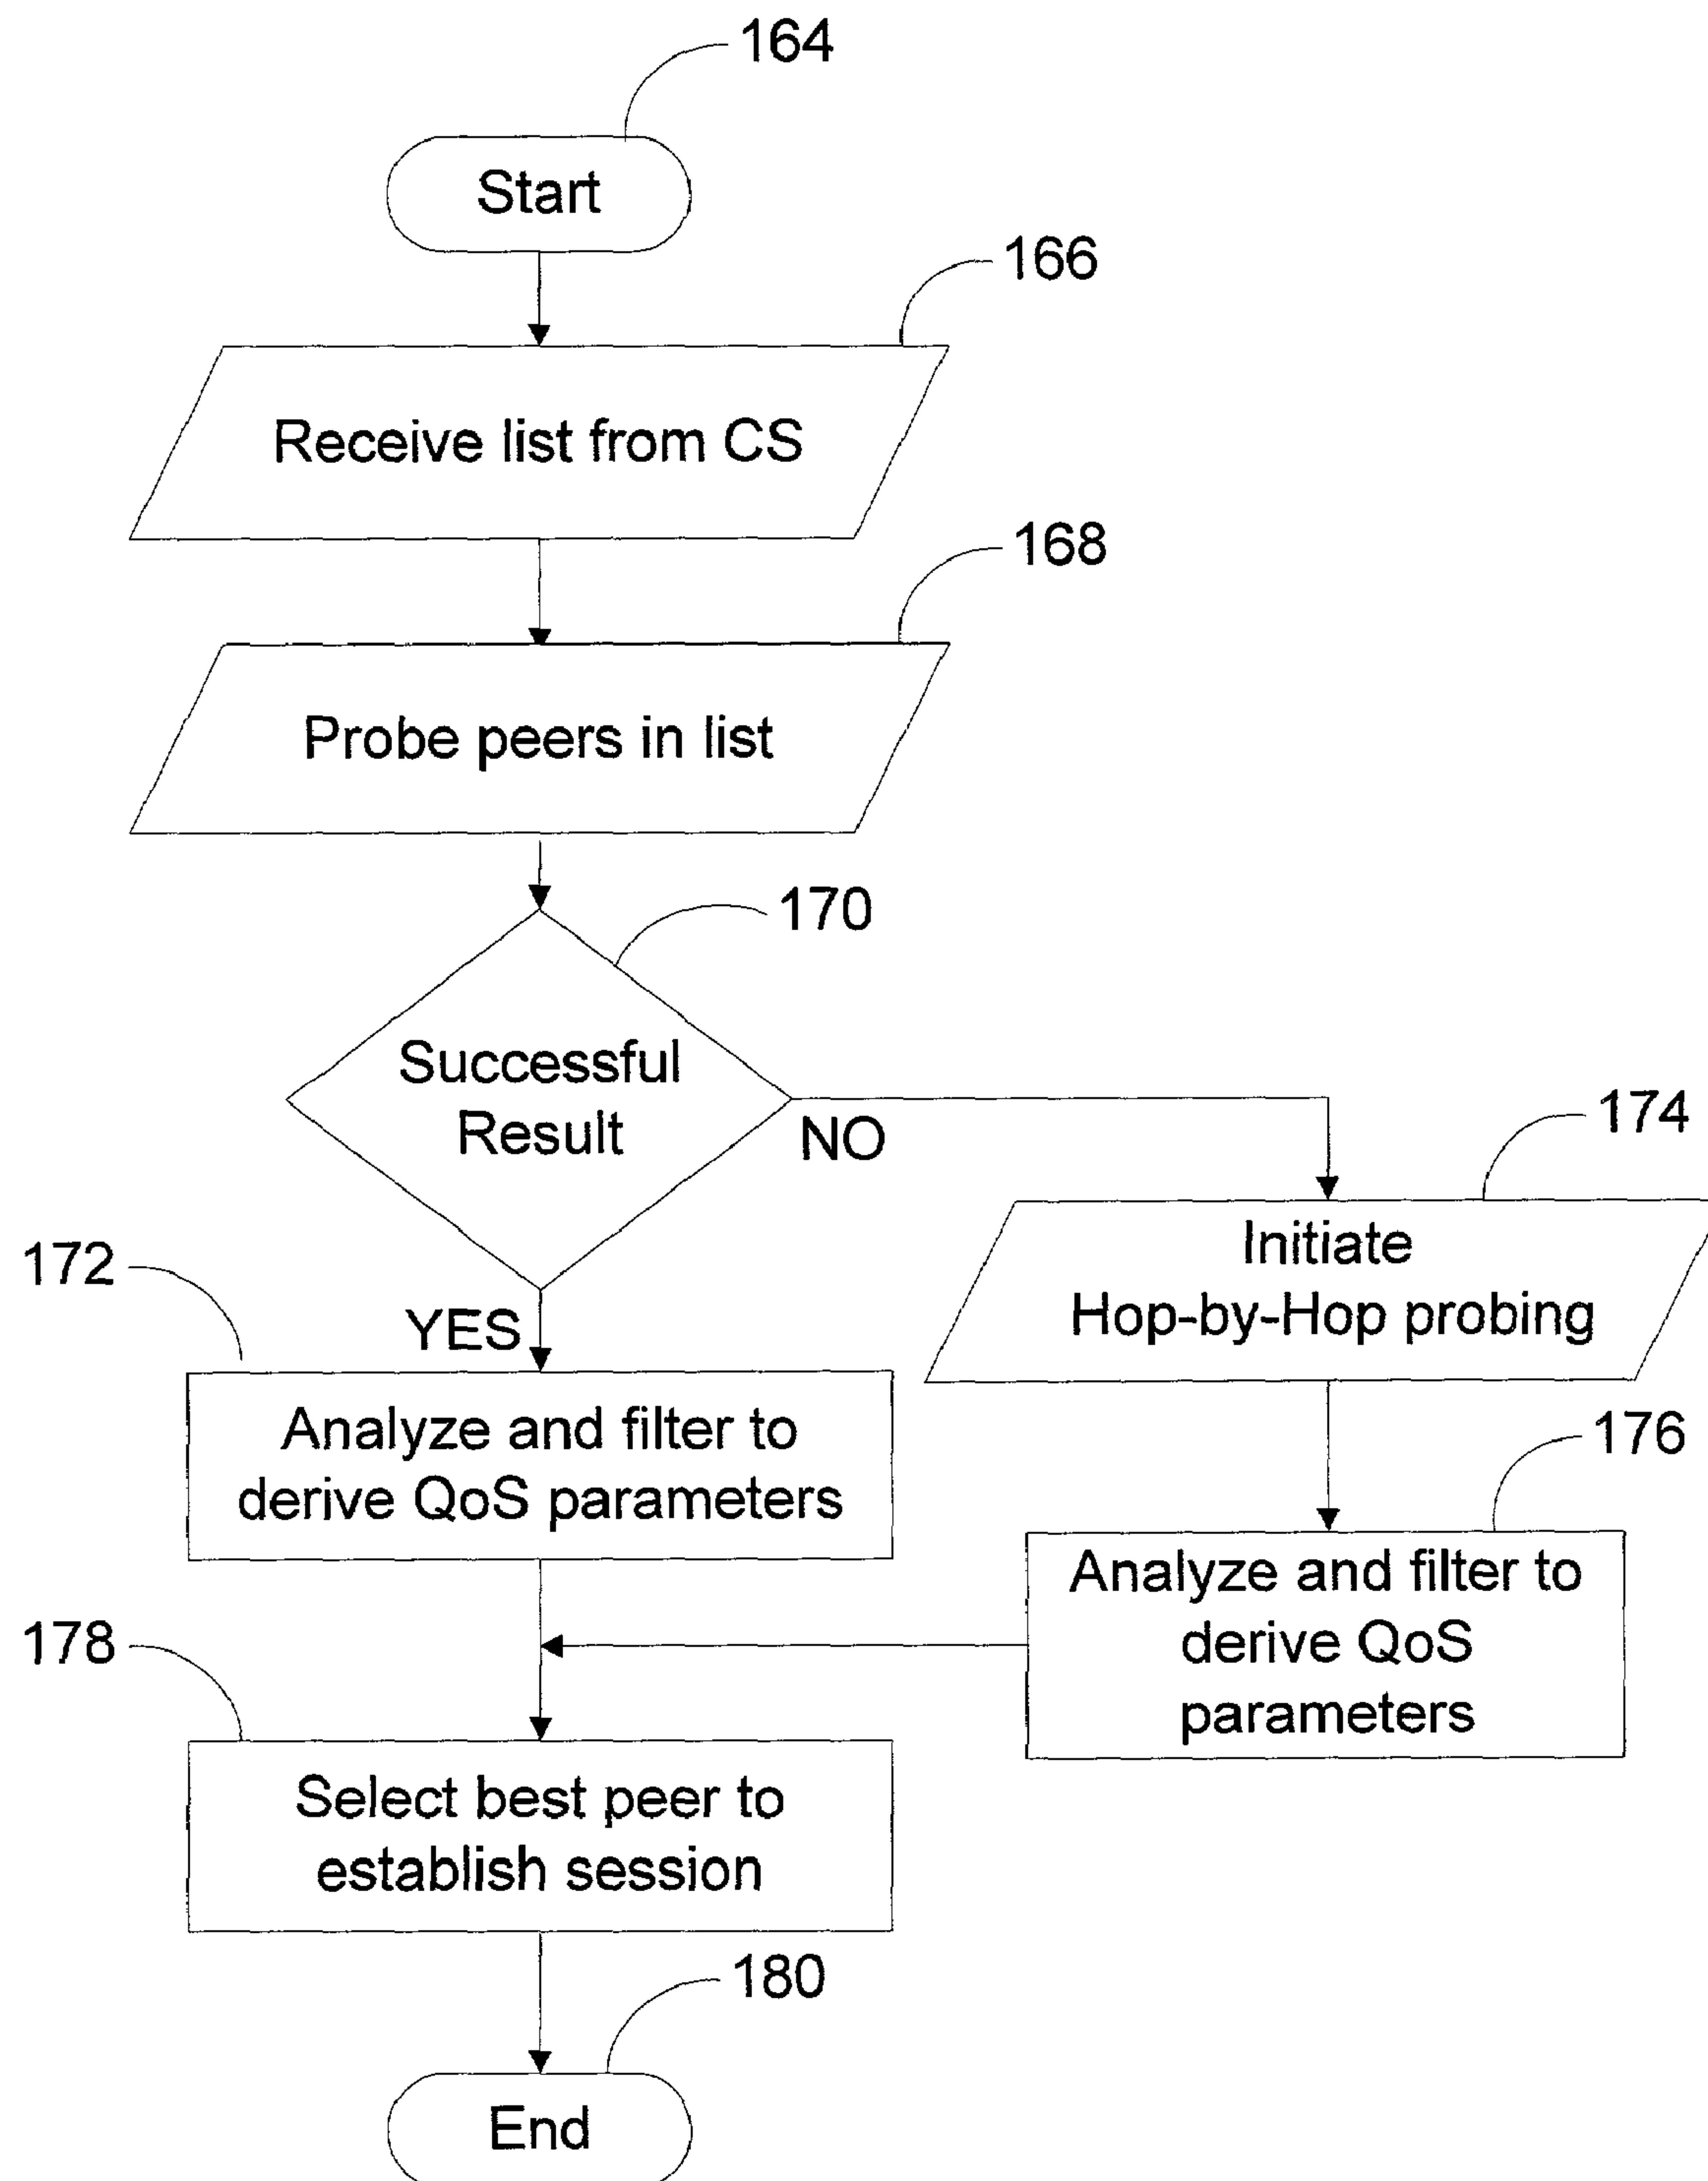 164
Start
166
Receive list from CS
168
Probe peers in list
170
Successful
Result
NO
174
Initiate
Hop-by-Hop probing
172
YES
Analyze and filter to
derive QoS parameters
176
Analyze and filter to
derive QoS
parameters
178
Select best peer to
establish session
180
End